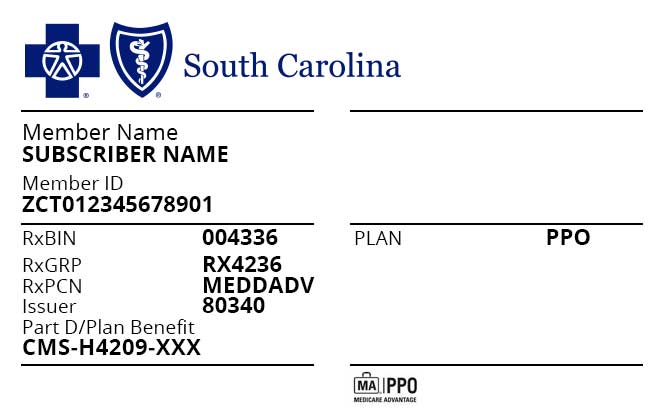 ® ® South Carolina
Member Name
SUBSCRIBER NAME
Member ID
ZCT012345678901
RxBIN 004336
RxGRP RX4236
RxPCN MEDDADV
Issuer 80340
Part D/Plan Benefit
CMS-H4209-XXX
PLAN PPO
MA PPO
MEDICARE ADVANTAGE